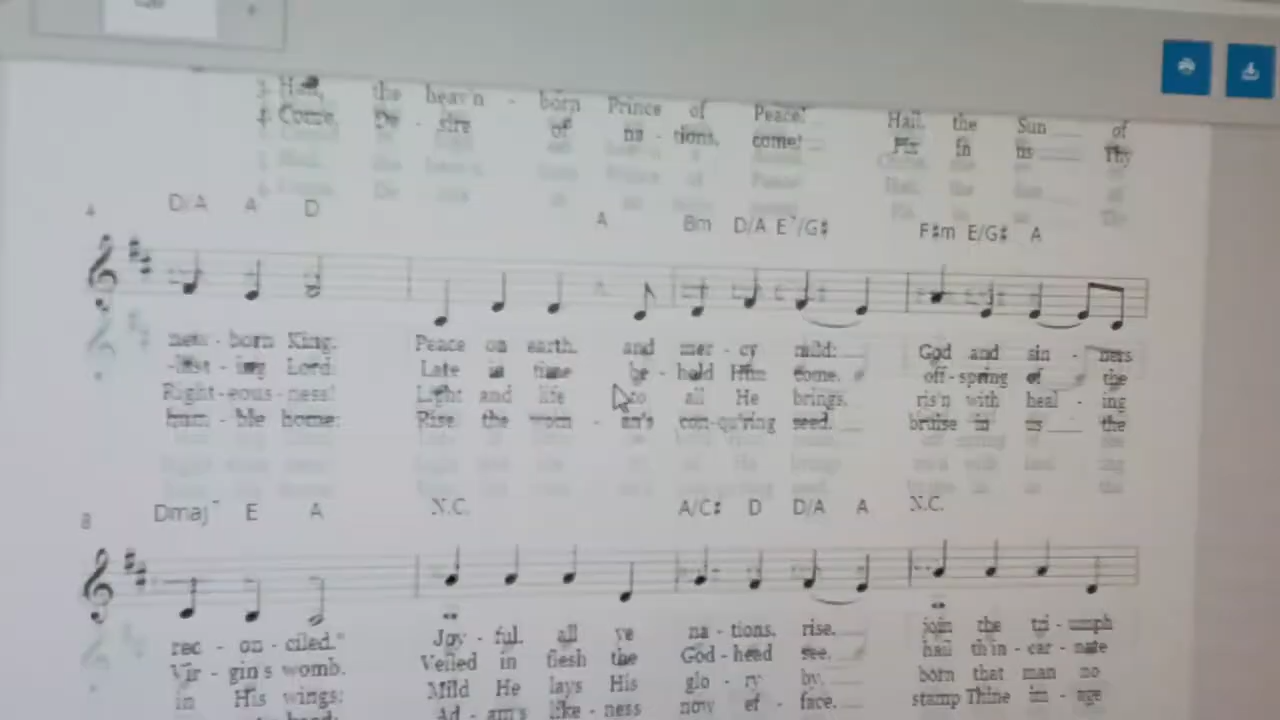 3. Hail, the heav'n - born Prince of Peace! Hail, the Sun of
4. Come, De - sire of na - tions, come! Fix in us Thy
4 D/A A D A Bm D/A E7/G♯ F♯m E/G♯ A
new - born King. Peace on earth, and mer - cy mild; God and sin - ners
-last - ing Lord. Late in time be - hold Him come, off - spring of the
Right - eous - ness! Light and life to all He brings, ris'n with heal - ing
hum - ble home; Rise, the wom - an's con - qu'ring seed, bruise in us the
8 Dmaj7 E A N.C. A/C♯ D D/A A N.C.
rec - on - ciled." Joy - ful, all ye na - tions, rise, join the tri - umph
Vir - gin's womb. Veiled in flesh the God - head see, hail th'in - car - nate
in His wings; Mild He lays His glo - ry by, born that man no
head; Ad - am's like - ness now ef - face, stamp Thine im - age